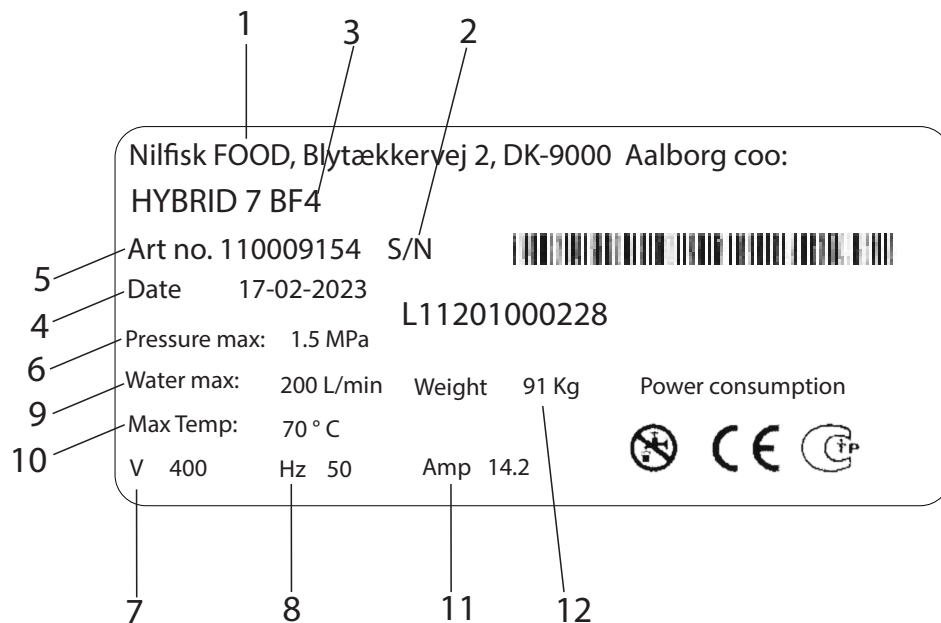 1
3
2
Nilfisk FOOD, Blytækkervej 2, DK-9000 Aalborg coo:
HYBRID 7 BF4
5
Art no. 110009154 S/N
4
Date 17-02-2023
L11201000228
6
Pressure max: 1.5 MPa
9
Water max: 200 L/min Weight 91 Kg Power consumption
10
Max Temp: 70 ° C
CE
C TP
V 400 Hz 50 Amp 14.2
7
8
11
12